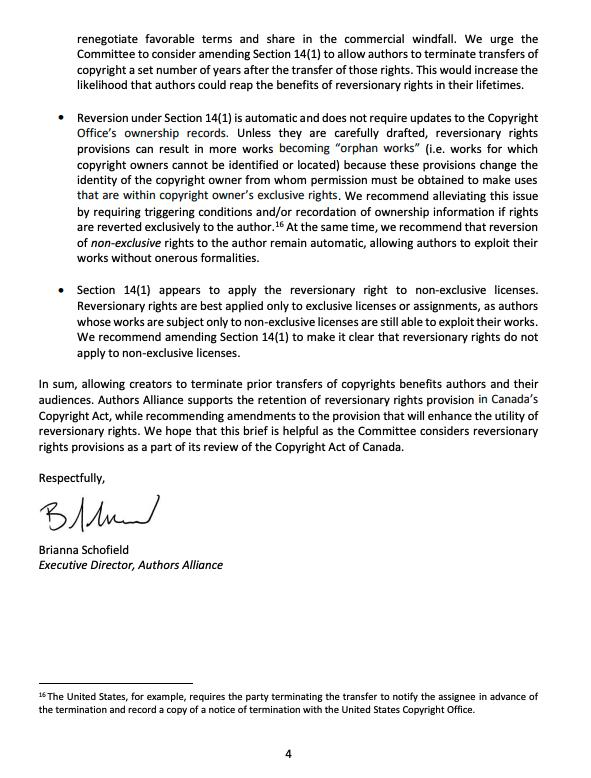 renegotiate favorable terms and share in the commercial windfall. We urge the
Committee to consider amending Section 14(1) to allow authors to terminate transfers of
copyright a set number of years after the transfer of those rights. This would increase the
likelihood that authors could reap the benefits of reversionary rights in their lifetimes.
• Reversion under Section 14(1) is automatic and does not require updates to the Copyright
Office’s ownership records. Unless they are carefully drafted, reversionary rights
provisions can result in more works becoming “orphan works” (i.e. works for which
copyright owners cannot be identified or located) because these provisions change the
identity of the copyright owner from whom permission must be obtained to make uses
that are within copyright owner’s exclusive rights. We recommend alleviating this issue
by requiring triggering conditions and/or recordation of ownership information if rights
are reverted exclusively to the author.16 At the same time, we recommend that reversion
of non-exclusive rights to the author remain automatic, allowing authors to exploit their
works without onerous formalities.
• Section 14(1) appears to apply the reversionary right to non-exclusive licenses.
Reversionary rights are best applied only to exclusive licenses or assignments, as authors
whose works are subject only to non-exclusive licenses are still able to exploit their works.
We recommend amending Section 14(1) to make it clear that reversionary rights do not
apply to non-exclusive licenses.
In sum, allowing creators to terminate prior transfers of copyrights benefits authors and their
audiences. Authors Alliance supports the retention of reversionary rights provision in Canada’s
Copyright Act, while recommending amendments to the provision that will enhance the utility of
reversionary rights. We hope that this brief is helpful as the Committee considers reversionary
rights provisions as a part of its review of the Copyright Act of Canada.
Respectfully,
Brianna Schofield
Executive Director, Authors Alliance
16 The United States, for example, requires the party terminating the transfer to notify the assignee in advance of
the termination and record a copy of a notice of termination with the United States Copyright Office.
4